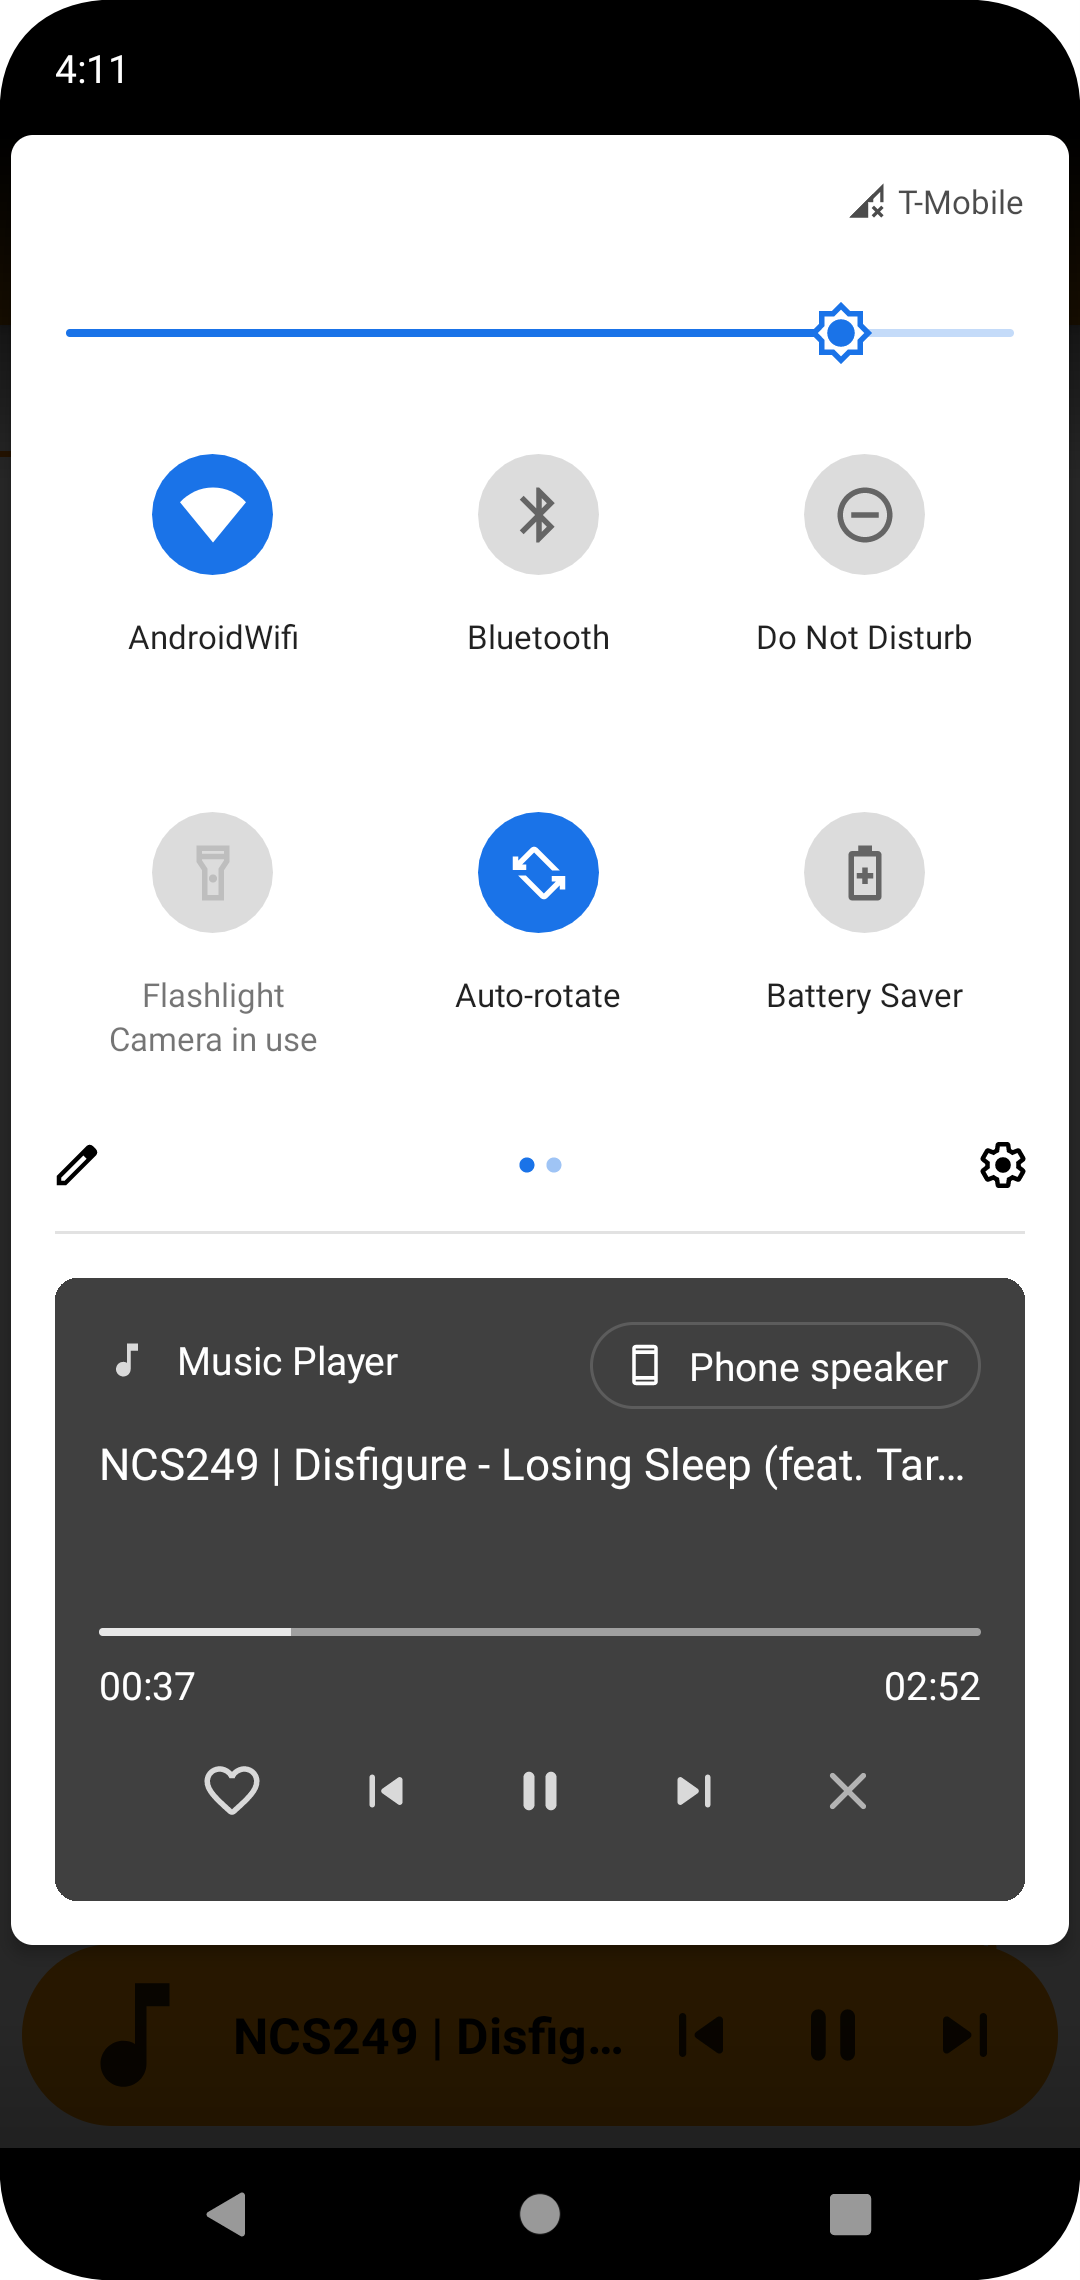 4:11
T-Mobile
AndroidWifi
Bluetooth
Do Not Disturb
Flashlight
Camera in use
Auto-rotate
Battery Saver
Music Player
Phone speaker
NCS249 | Disfigure - Losing Sleep (feat. Tar...
00:37
02:52
NCS249 | Disfig...